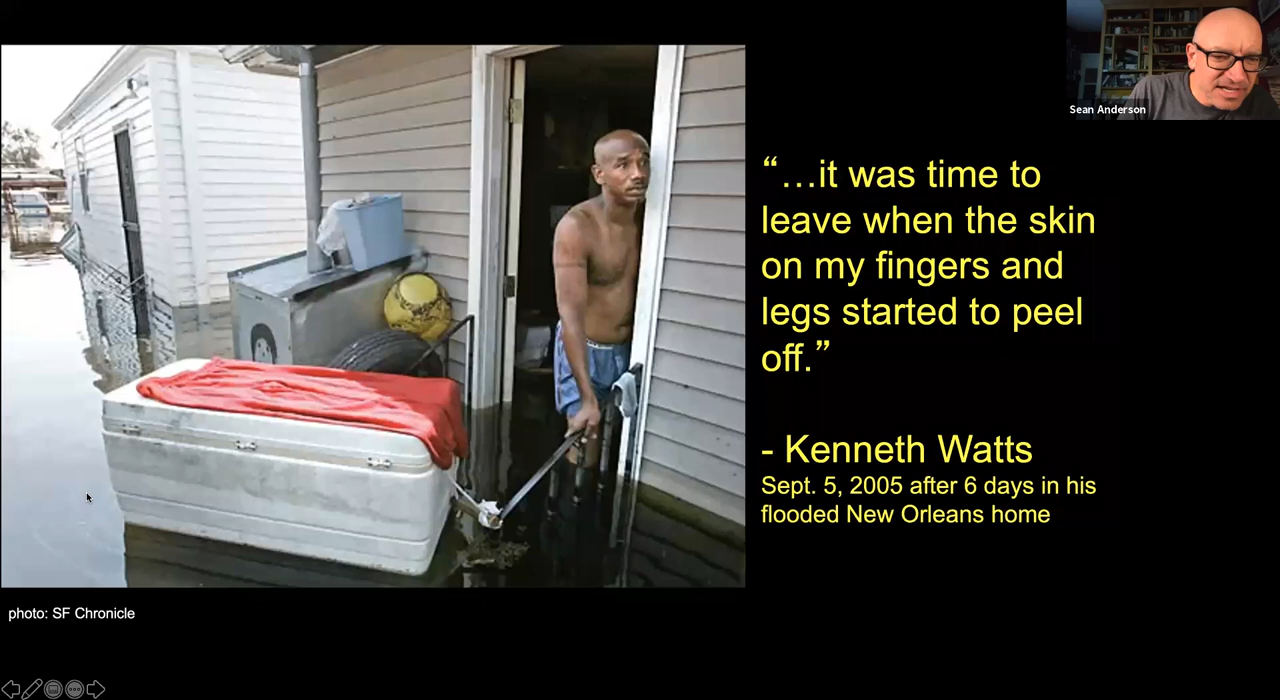 Sean Anderson
“…it was time to
leave when the skin
on my fingers and
legs started to peel
off.”
- Kenneth Watts
Sept. 5, 2005 after 6 days in his
flooded New Orleans home
photo: SF Chronicle